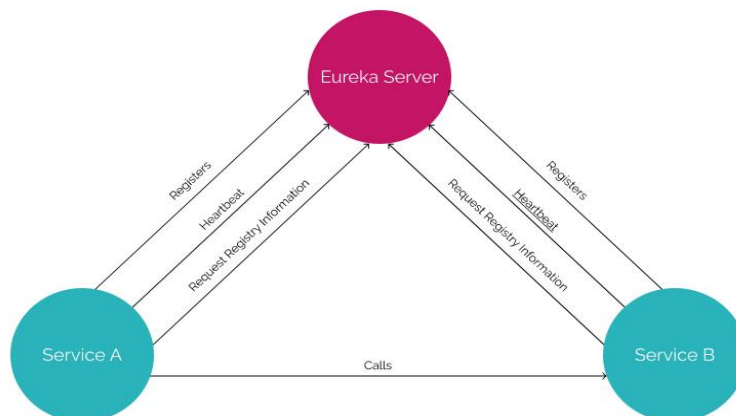 Eureka Server
Registers
Heartbeat
Request Registry Information
Registers
Heartbeat
Request Registry Information
Service A
Calls
Service B